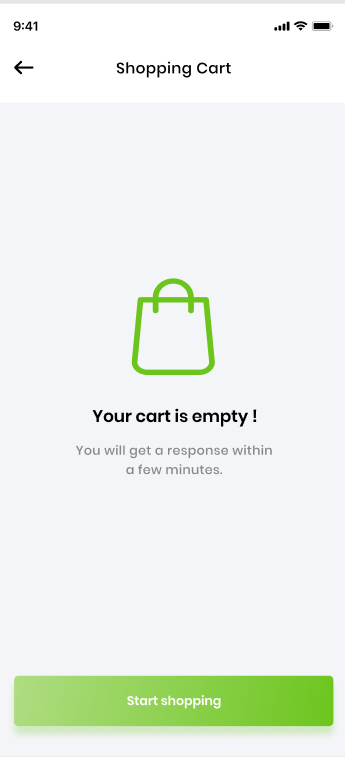 9:41
Shopping Cart
Your cart is empty !
You will get a response within
a few minutes.
Start shopping